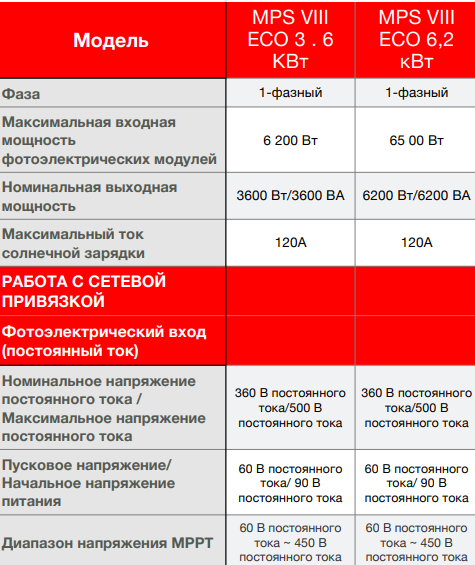 Модель
MPS VIII
ECO 3 . 6
КВт
MPS VIII
ECO 6,2
кВт
Фаза
1-фазный
1-фазный
Максимальная входная
мощность
фотоэлектрических модулей
6 200 Вт
65 00 Вт
Номинальная выходная
мощность
3600 Вт/3600 ВА
6200 Вт/6200 ВА
Максимальный ток
солнечной зарядки
120A
120A
РАБОТА С СЕТЕВОЙ
ПРИВЯЗКОЙ
Фотоэлектрический вход
(постоянный ток)
Номинальное напряжение
постоянного тока /
Максимальное напряжение
постоянного тока
360 В постоянного
тока/500 В
постоянного тока
360 В постоянного
тока/500 В
постоянного тока
Пусковое напряжение/
Начальное напряжение
питания
60 В постоянного
тока/ 90 В
постоянного тока
60 В постоянного
тока/ 90 В
постоянного тока
Диапазон напряжения МРРТ
60 В постоянного
тока ~ 450 В
постоянного тока
60 В постоянного
тока ~ 450 В
постоянного тока